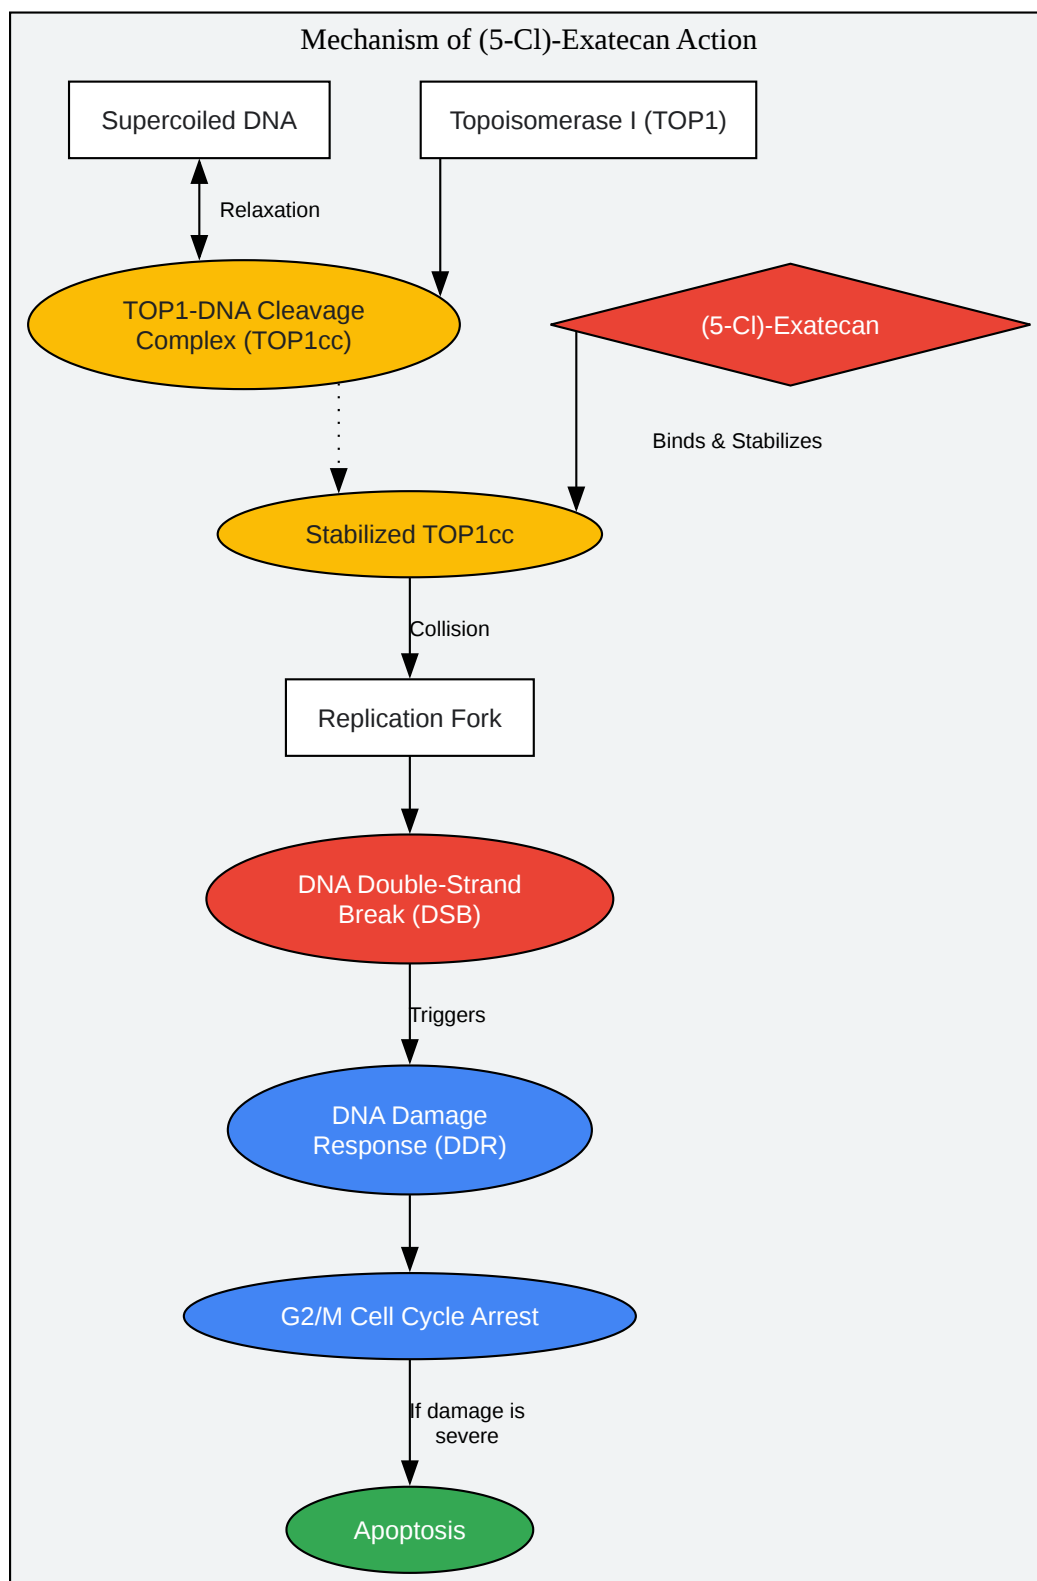 Mechanism of (5-Cl)-Exatecan Action
Supercoiled DNA
Topoisomerase I (TOP1)
Relaxation
TOP1-DNA Cleavage
Complex (TOP1cc)
(5-Cl)-Exatecan
Binds & Stabilizes
Stabilized TOP1cc
Collision
Replication Fork
DNA Double-Strand
Break (DSB)
Triggers
DNA Damage
Response (DDR)
G2/M Cell Cycle Arrest
If damage is
severe
Apoptosis